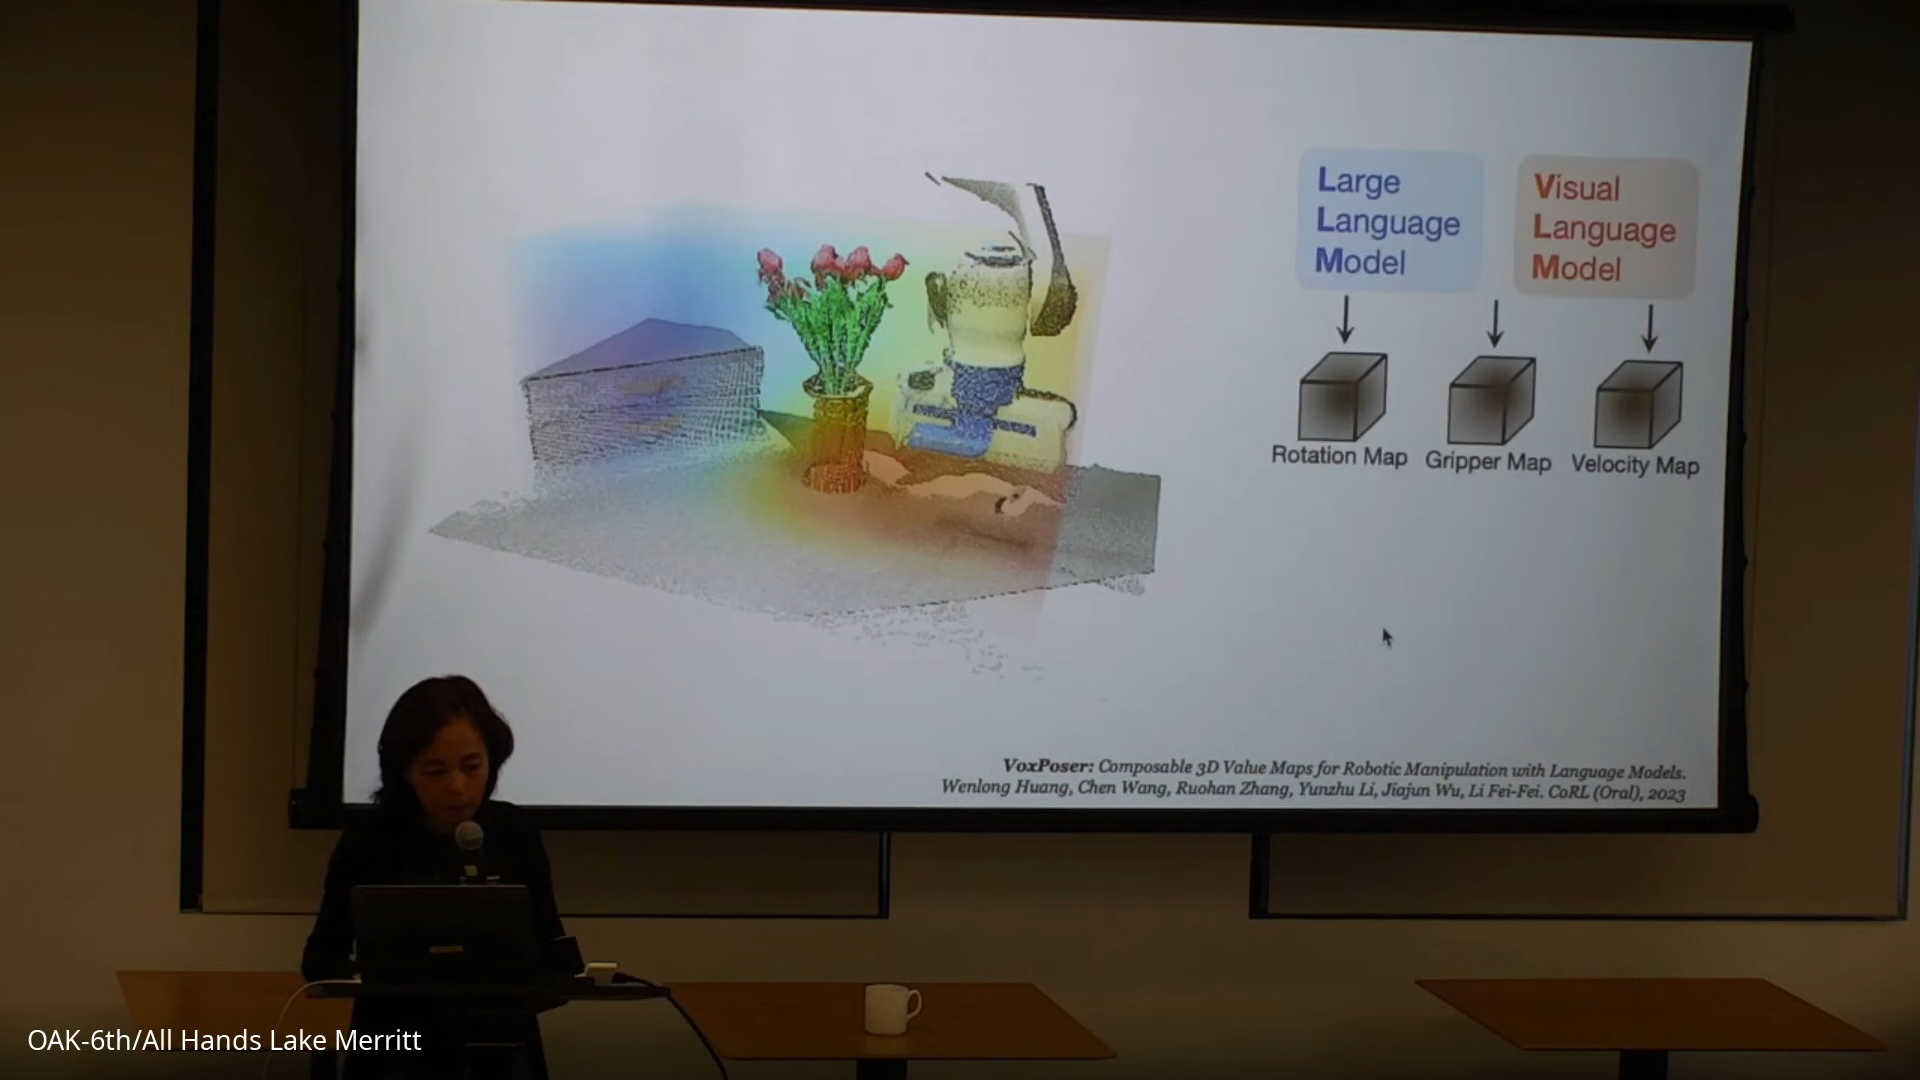 Large
Language
Model
Visual
Language
Model
Rotation Map
Gripper Map
Velocity Map
VoxPoser: Composable 3D Value Maps for Robotic Manipulation with Language Models.
Wenlong Huang, Chen Wang, Ruohan Zhang, Yunzhu Li, Jiajun Wu, Li Fei-Fei. CoRL (Oral), 2023
OAK-6th/All Hands Lake Merritt